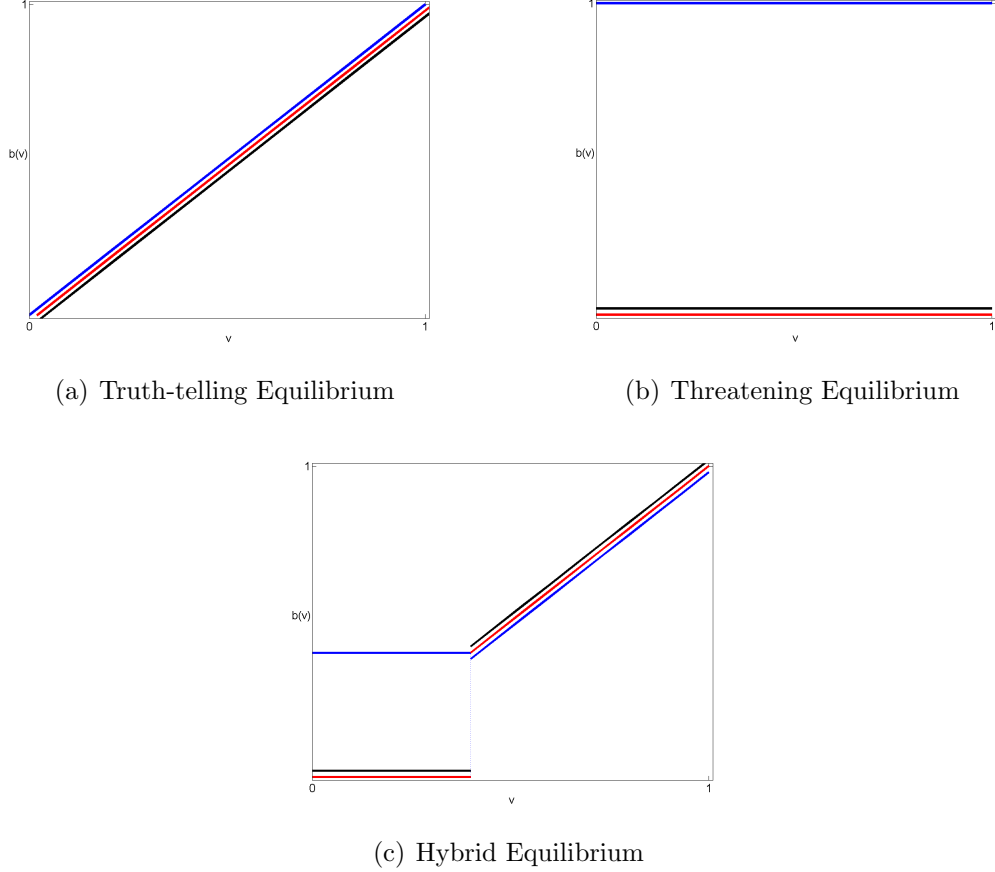 1
b(v)
0
1
v
(a) Truth-telling Equilibrium
1
b(v)
0
1
v
(b) Threatening Equilibrium
1
b(v)
0
1
v
(c) Hybrid Equilibrium